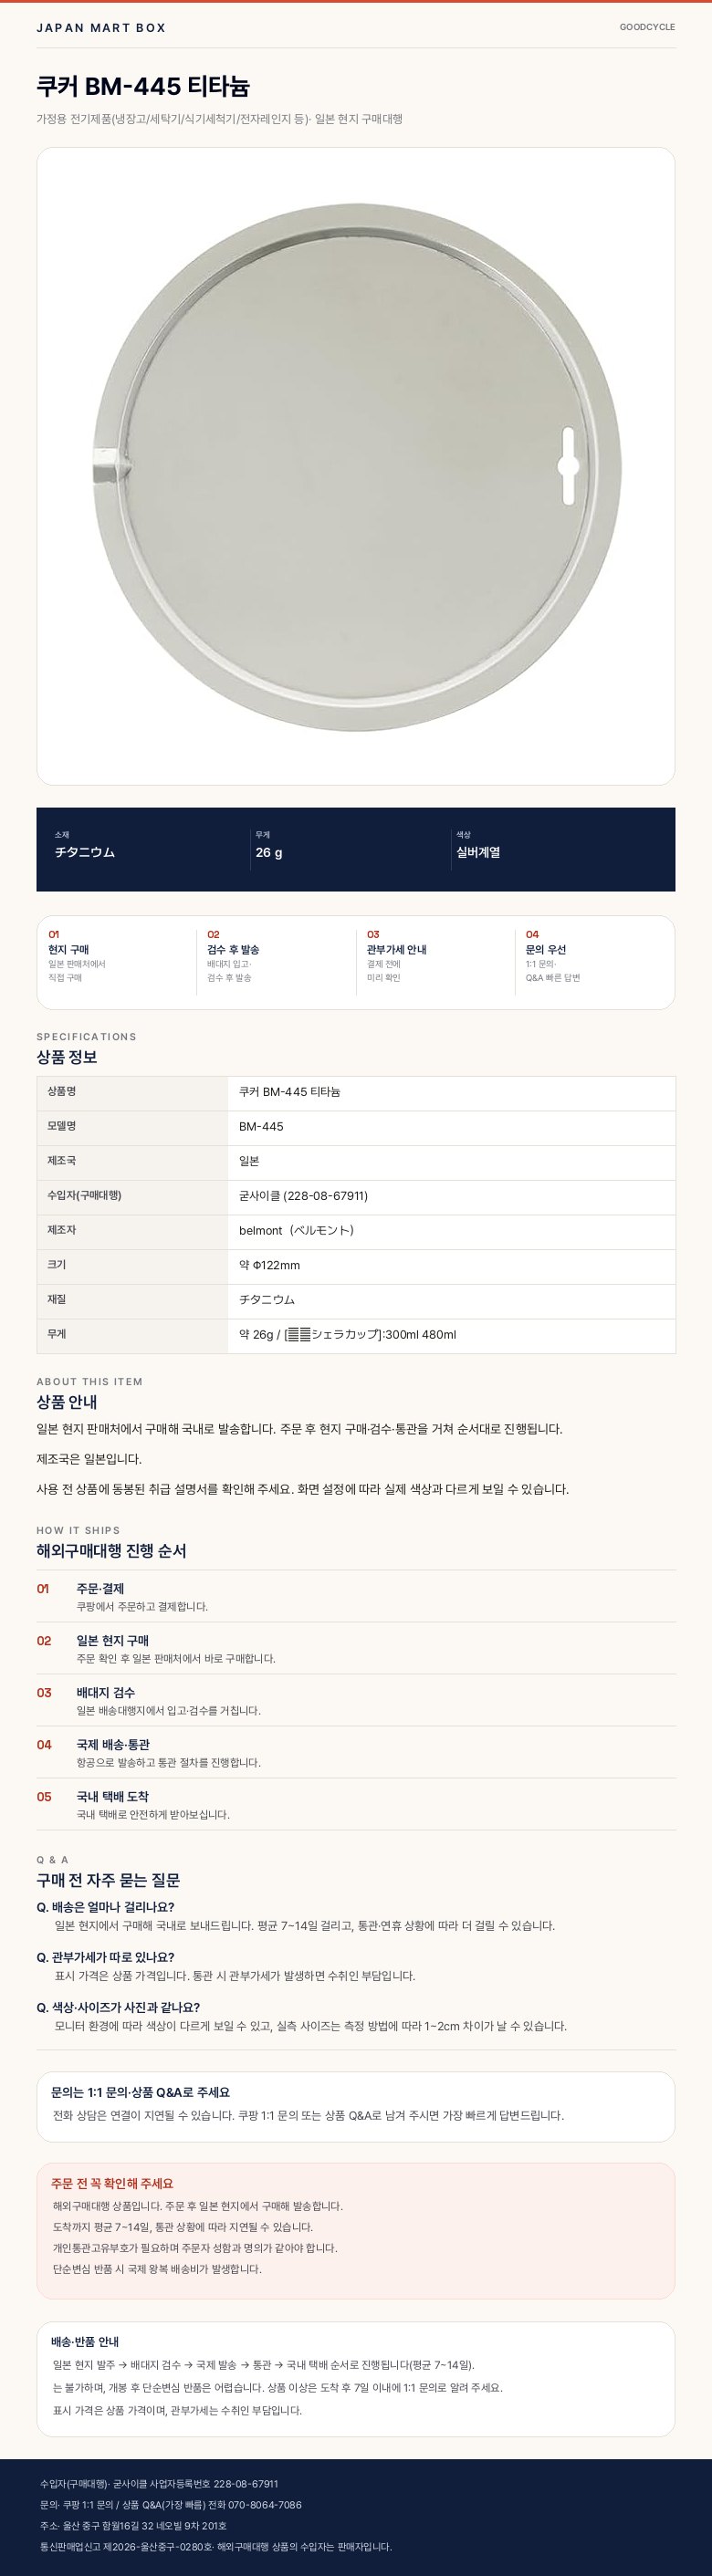 JAPAN MART BOX
GOODCYCLE
쿠커 BM-445 티타늄
가정용 전기제품(냉장고/세탁기/식기세척기/전자레인지 등)· 일본 현지 구매대행
소재
チタニウム
무게
26 g
색상
실버계열
01
현지 구매
일본 판매처에서
직접 구매
02
검수 후 발송
배대지 입고·
검수 후 발송
03
관부가세 안내
결제 전에
미리 확인
04
문의 우선
1:1 문의·
Q&A 빠른 답변
SPECIFICATIONS
상품 정보
상품명 쿠커 BM-445 티타늄
모델명 BM-445
제조국 일본
수입자(구매대행) 굳사이클 (228-08-67911)
제조자 belmont（ベルモント）
크기 약 Φ122mm
재질 チタニウム
무게 약 26g / [シェラカップ]:300ml 480ml
ABOUT THIS ITEM
상품 안내
일본 현지 판매처에서 구매해 국내로 발송합니다. 주문 후 현지 구매·검수·통관을 거쳐 순서대로 진행됩니다.
제조국은 일본입니다.
사용 전 상품에 동봉된 취급 설명서를 확인해 주세요. 화면 설정에 따라 실제 색상과 다르게 보일 수 있습니다.
HOW IT SHIPS
해외구매대행 진행 순서
01 주문·결제
쿠팡에서 주문하고 결제합니다.
02 일본 현지 구매
주문 확인 후 일본 판매처에서 바로 구매합니다.
03 배대지 검수
일본 배송대행지에서 입고·검수를 거칩니다.
04 국제 배송·통관
항공으로 발송하고 통관 절차를 진행합니다.
05 국내 택배 도착
국내 택배로 안전하게 받아보십니다.
Q & A
구매 전 자주 묻는 질문
Q. 배송은 얼마나 걸리나요?
일본 현지에서 구매해 국내로 보내드립니다. 평균 7~14일 걸리고, 통관·연휴 상황에 따라 더 걸릴 수 있습니다.
Q. 관부가세가 따로 있나요?
표시 가격은 상품 가격입니다. 통관 시 관부가세가 발생하면 수취인 부담입니다.
Q. 색상·사이즈가 사진과 같나요?
모니터 환경에 따라 색상이 다르게 보일 수 있고, 실측 사이즈는 측정 방법에 따라 1~2cm 차이가 날 수 있습니다.
문의는 1:1 문의·상품 Q&A로 주세요
전화 상담은 연결이 지연될 수 있습니다. 쿠팡 1:1 문의 또는 상품 Q&A로 남겨 주시면 가장 빠르게 답변드립니다.
주문 전 꼭 확인해 주세요
해외구매대행 상품입니다. 주문 후 일본 현지에서 구매해 발송합니다.
도착까지 평균 7~14일, 통관 상황에 따라 지연될 수 있습니다.
개인통관고유부호가 필요하며 주문자 성함과 명의가 같아야 합니다.
단순변심 반품 시 국제 왕복 배송비가 발생합니다.
배송·반품 안내
일본 현지 발주 → 배대지 검수 → 국제 발송 → 통관 → 국내 택배 순서로 진행됩니다(평균 7~14일).
는 불가하며, 개봉 후 단순변심 반품은 어렵습니다. 상품 이상은 도착 후 7일 이내에 1:1 문의로 알려 주세요.
표시 가격은 상품 가격이며, 관부가세는 수취인 부담입니다.
수입자(구매대행)· 굳사이클 사업자등록번호 228-08-67911
문의· 쿠팡 1:1 문의 / 상품 Q&A(가장 빠름) 전화 070-8064-7086
주소· 울산 중구 함월16길 32 네오빌 9차 201호
통신판매업신고 제2026-울산중구-0280호· 해외구매대행 상품의 수입자는 판매자입니다.